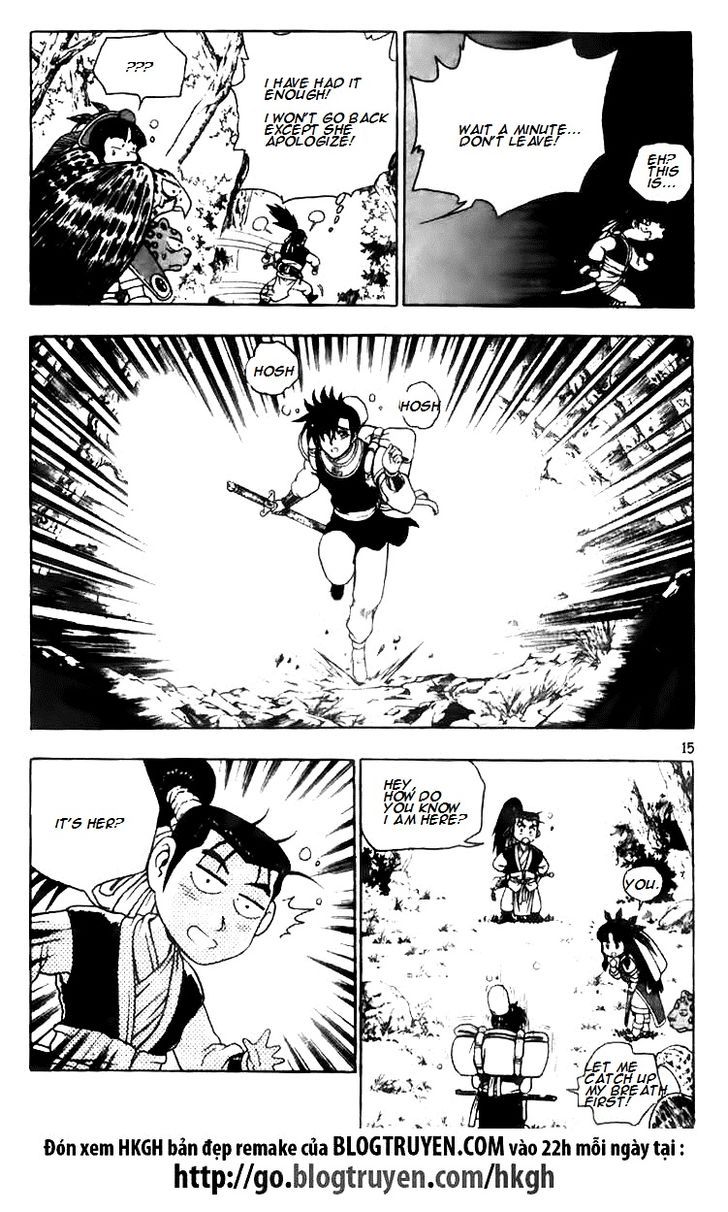 ???
I HAVE HAD IT
ENOUGH!
I WON'T GO BACK
EXCEPT SHE
APOLOGIZE!
WAIT A MINUTE...
DON'T LEAVE!
EH?
THIS
IS...
HOSH
HOSH
15
IT'S HER?
HEY,
HOW DO
YOU KNOW
I AM HERE?
YOU.
LET ME
CATCH UP
MY BREATH
FIRST!
Đón xem HKGH bản đẹp remake của BLOGTRUYEN.COM vào 22h mỗi ngày tại :
http://go.blogtruyen.com/hkgh